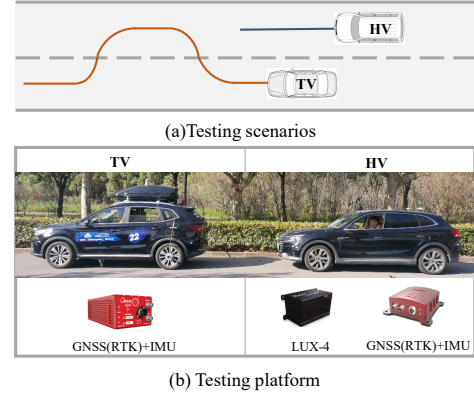 HV
TV
(a)Testing scenarios
TV HV
22
GNSS(RTK)+IMU LUX-4 GNSS(RTK)+IMU
(b) Testing platform